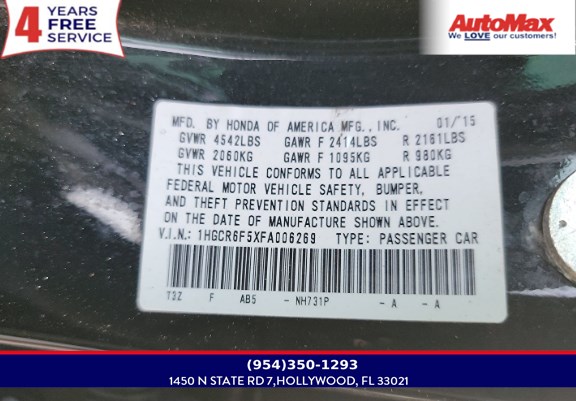 4 YEARS
FREE
SERVICE
AutoMax
We LOVE our customers!
MFD. BY HONDA OF AMERICA MFG., INC. 01/15
GVWR 4542LBS GAWR F 2414LBS R 2161LBS
GVWR 2060KG GAWR F 1095KG R 980KG
THIS VEHICLE CONFORMS TO ALL APPLICABLE
FEDERAL MOTOR VEHICLE SAFETY, BUMPER,
AND THEFT PREVENTION STANDARDS IN EFFECT
ON THE DATE OF MANUFACTURE SHOWN ABOVE.
V.I.N.: 1HGCR6F5XFA006269 TYPE: PASSENGER CAR
T3Z F AB5 - NH731P - A - A
(954)350-1293
1450 N STATE RD 7,HOLLYWOOD, FL 33021